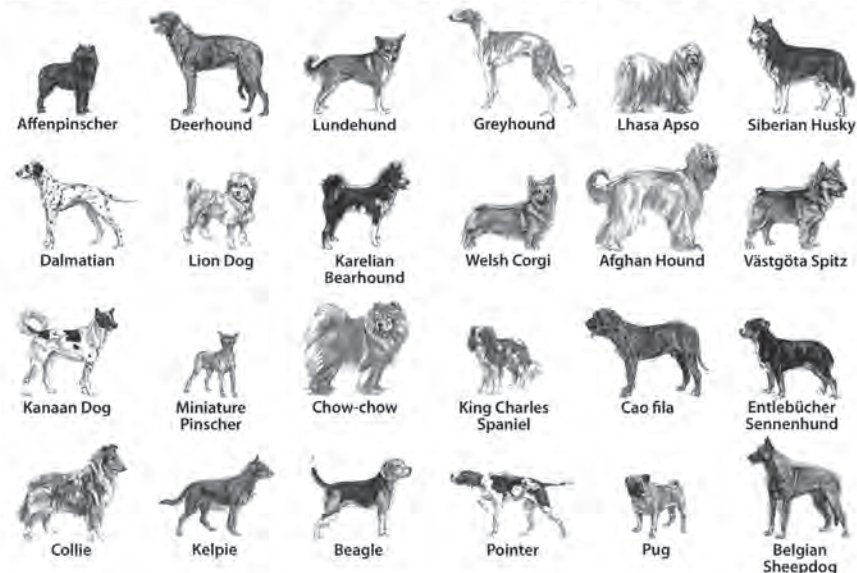 Affenpinscher Deerhound Lundehund Greyhound Lhasa Apso Siberian Husky
Dalmatian Lion Dog Karelian Bearhound Welsh Corgi Afghan Hound Västgöta Spitz
Kanaan Dog Miniature Pinscher Chow-chow King Charles Spaniel Cao fila Entlebücher Sennenhund
Collie Kelpie Beagle Pointer Pug Belgian Sheepdog